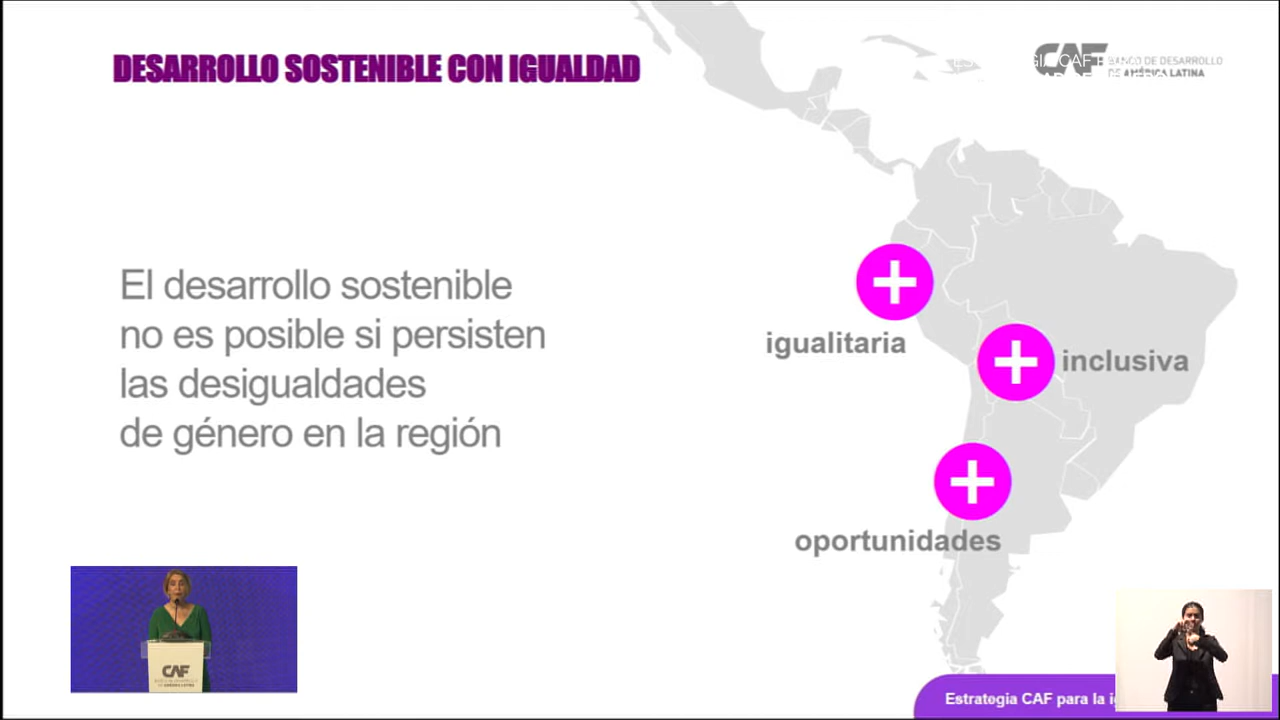 DESARROLLO SOSTENIBLE CON IGUALDAD
CAF BANCO DE DESARROLLO
DE AMÉRICA LATINA
El desarrollo sostenible
no es posible si persisten
las desigualdades
de género en la región
igualitaria
inclusiva
oportunidades
CAF
Estrategia CAF para la